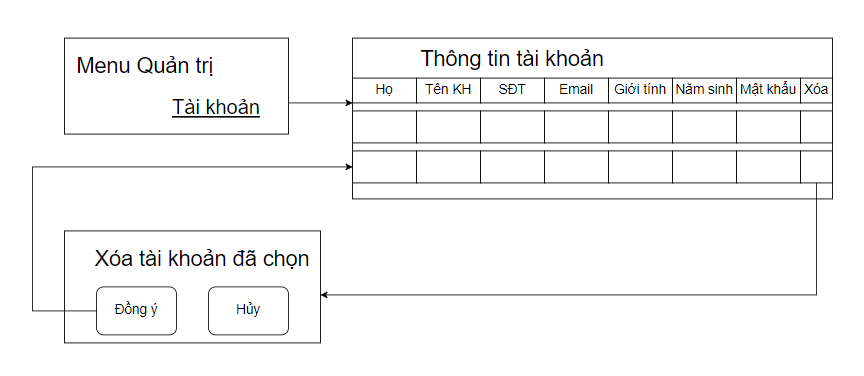 Menu Quản trị
Tài khoản
Thông tin tài khoản
Họ Tên KH SĐT Email Giới tính Năm sinh Mật khẩu Xóa
Xóa tài khoản đã chọn
Đồng ý Hủy